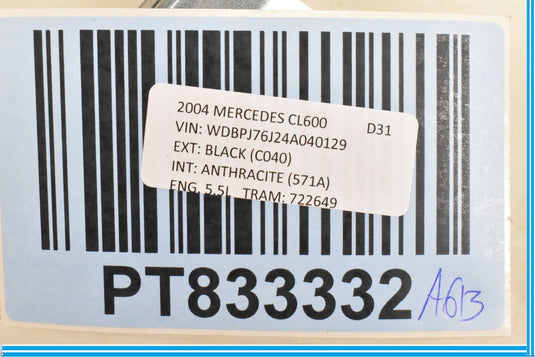 2004 MERCEDES CL600 D31
VIN: WDBPJ76J24A040129
EXT: BLACK (C040)
INT: ANTHRACITE (571A)
ENG. 5.5L TRAM: 722649
PT833332 A613